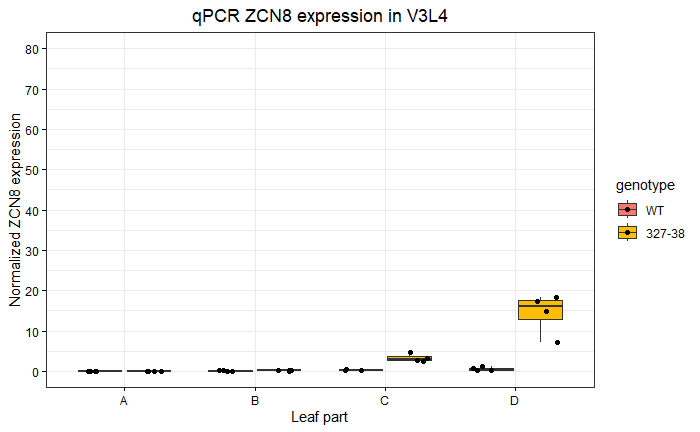 qPCR ZCN8 expression in V3L4
Normalized ZCN8 expression
80
70
60
50
40
30
20
10
0
A B C D
Leaf part
genotype
WT
327-38